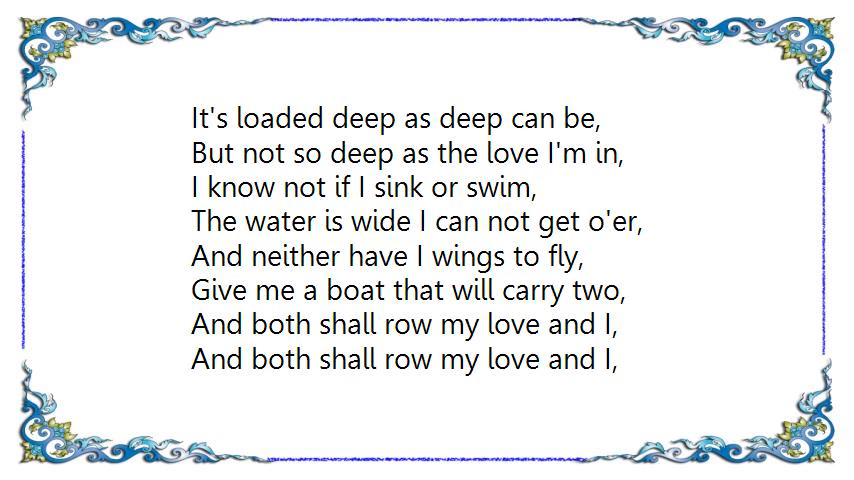 It's loaded deep as deep can be,
But not so deep as the love I'm in,
I know not if I sink or swim,
The water is wide I can not get o'er,
And neither have I wings to fly,
Give me a boat that will carry two,
And both shall row my love and I,
And both shall row my love and I,